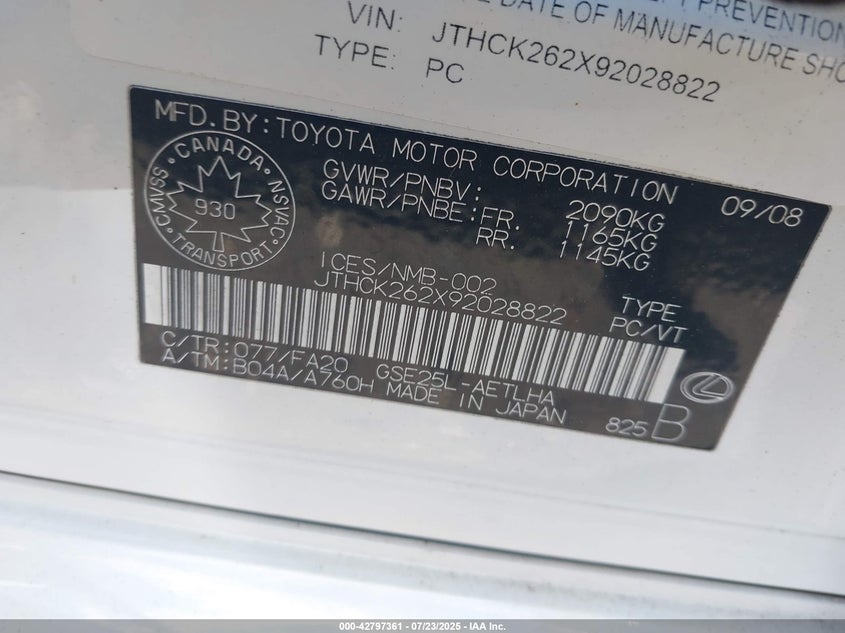 PREVENTION
DATE OF MANUFACTURE SHO
VIN: JTHCK262X92028822
TYPE: PC
MFD.BY:TOYOTA MOTOR CORPORATION 09/08
GVWR/PNBV: 2090KG
GAWR/PNBE:FR: 1165KG
RR: 1145KG
CANADA
CMVSS NSVAC
930
TRANSPORT
ICES/NMB-002
JTHCK262X92028822
TYPE
PC/VT
C/TR:077/FA20 GSE25L-AETLHA
A/TM:B04A/A760H MADE IN JAPAN
825 B
000-42797361 - 07/23/2025 - IAA Inc.